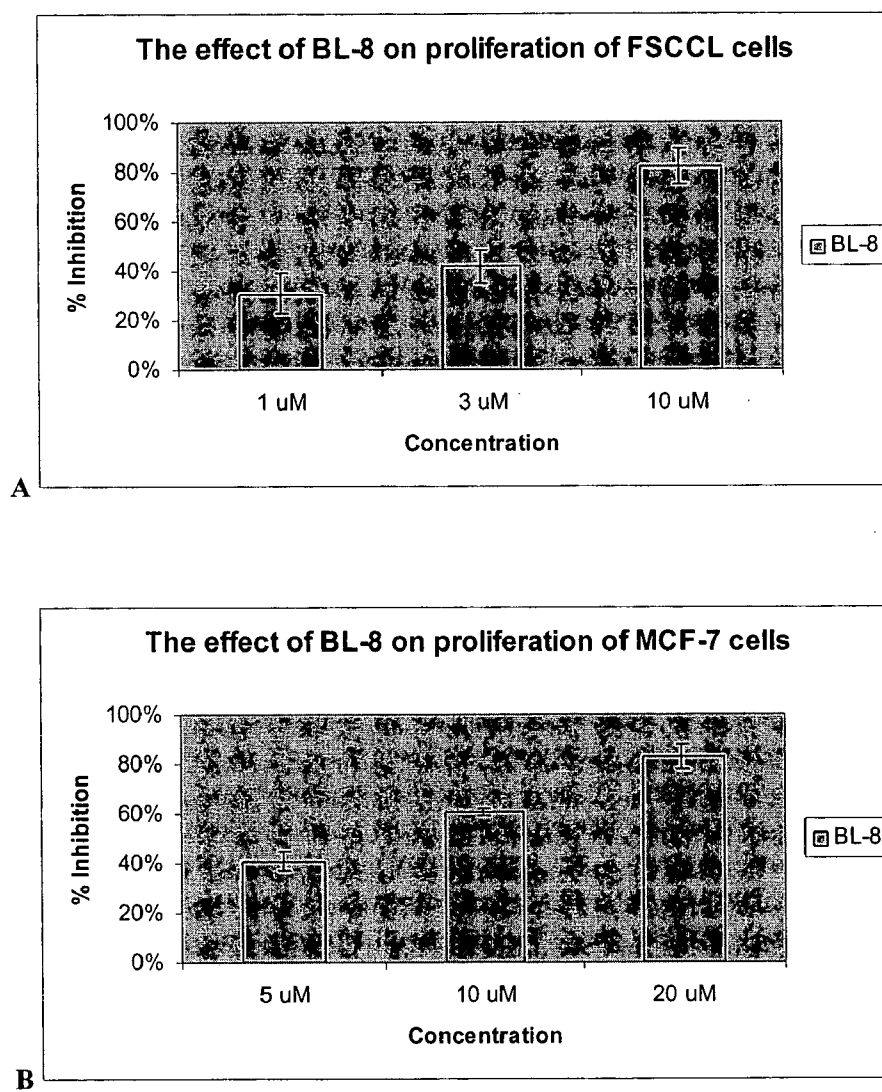 The effect of BL-8 on proliferation of FSCCL cells
100%
80%
60%
40%
20%
0%
% Inhibition
1 uM 3 uM 10 uM
Concentration
BL-8
A
The effect of BL-8 on proliferation of MCF-7 cells
100%
80%
60%
40%
20%
0%
% Inhibition
5 uM 10 uM 20 uM
Concentration
BL-8
B